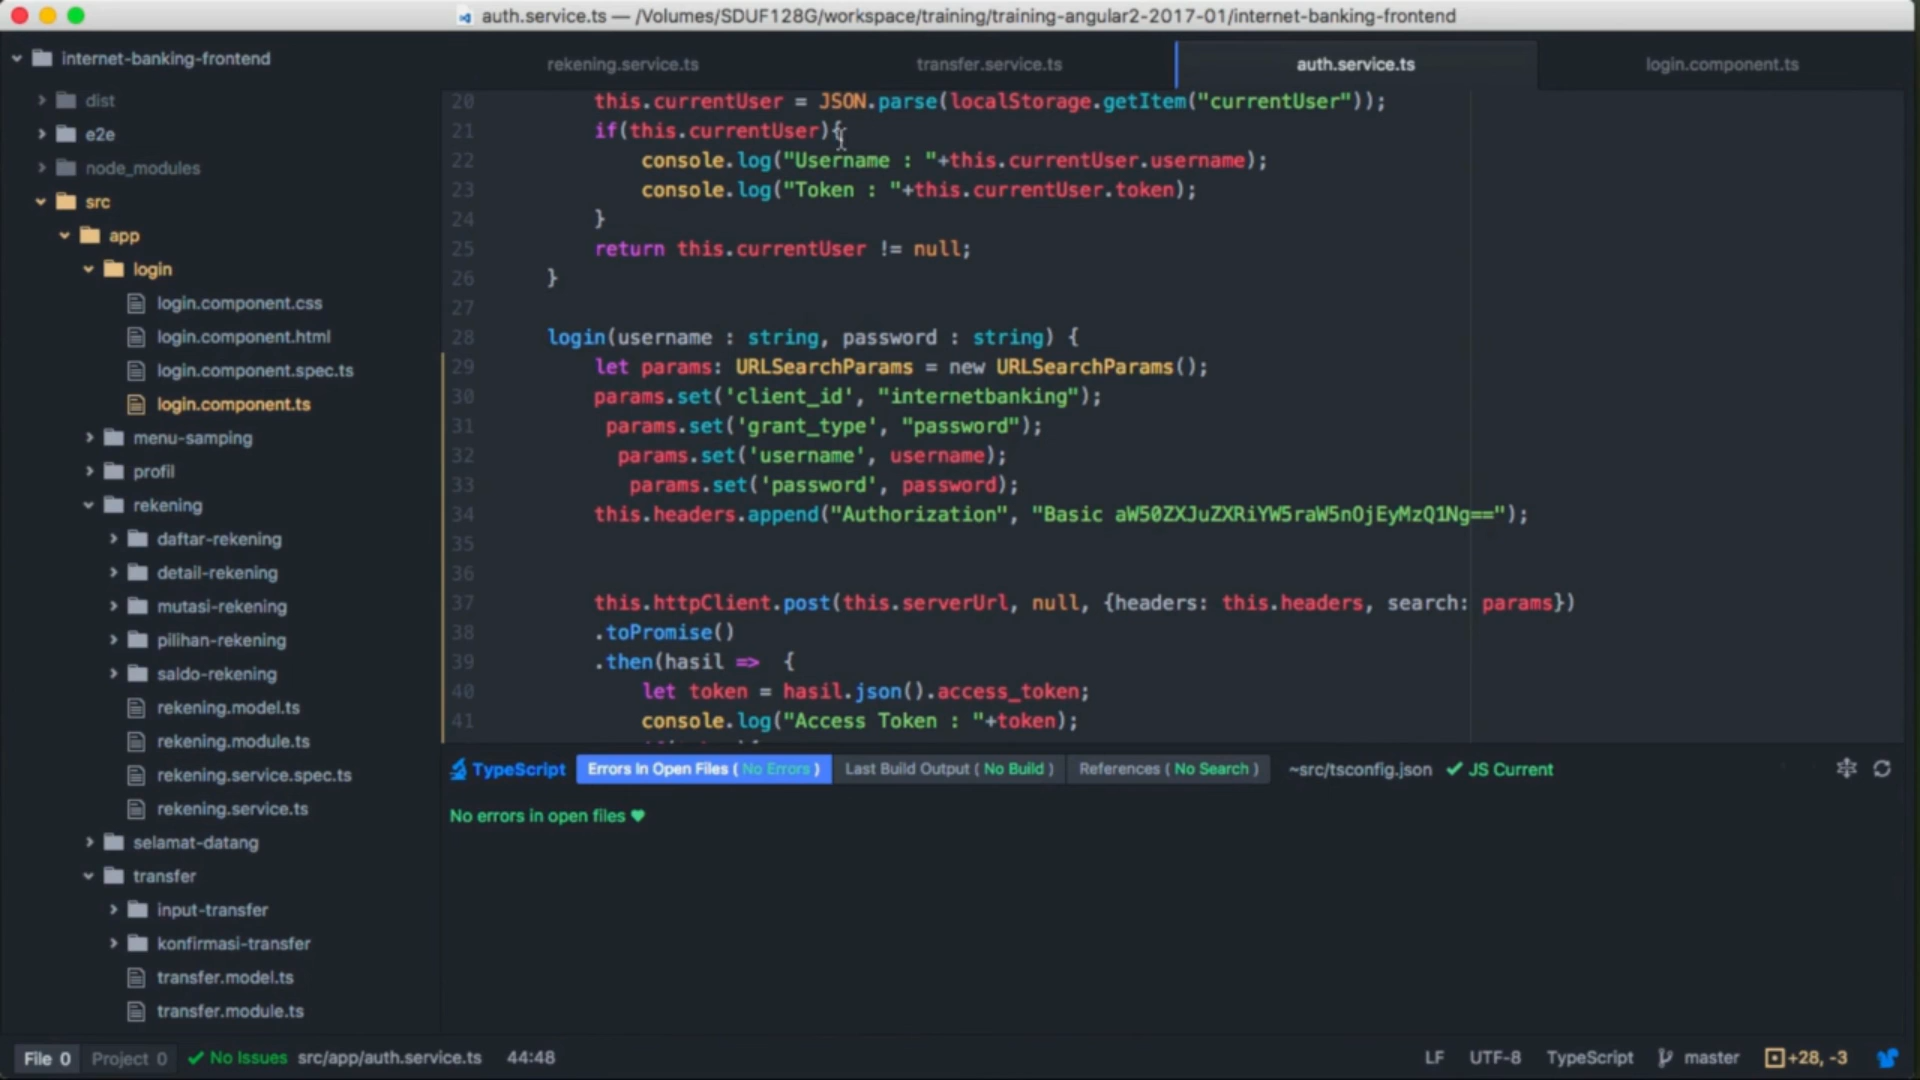 auth.service.ts — /Volumes/SDUF128G/workspace/training/training-angular2-2017-01/internet-banking-frontend
internet-banking-frontend
dist
e2e
node_modules
src
app
login
login.component.css
login.component.html
login.component.spec.ts
login.component.ts
menu-samping
profil
rekening
daftar-rekening
detail-rekening
mutasi-rekening
pilihan-rekening
saldo-rekening
rekening.model.ts
rekening.module.ts
rekening.service.spec.ts
rekening.service.ts
selamat-datang
transfer
input-transfer
konfirmasi-transfer
transfer.model.ts
transfer.module.ts
rekening.service.ts transfer.service.ts auth.service.ts login.component.ts
20 this.currentUser = JSON.parse(localStorage.getItem("currentUser"));
21 if(this.currentUser){
22 console.log("Username : "+this.currentUser.username);
23 console.log("Token : "+this.currentUser.token);
24 }
25 return this.currentUser != null;
26 }
27
28 login(username : string, password : string) {
29 let params: URLSearchParams = new URLSearchParams();
30 params.set('client_id', "internetbanking");
31 params.set('grant_type', "password");
32 params.set('username', username);
33 params.set('password', password);
34 this.headers.append("Authorization", "Basic aW50ZXJuZXRiYW5raW5nOjEyMzQ1Ng==");
35
36
37 this.httpClient.post(this.serverUrl, null, {headers: this.headers, search: params})
38 .toPromise()
39 .then(hasil => {
40 let token = hasil.json().access_token;
41 console.log("Access Token : "+token);
TypeScript Errors In Open Files ( No Errors ) Last Build Output ( No Build ) References ( No Search ) ~src/tsconfig.json ✓ JS Current
No errors in open files ♥
File 0 Project 0 ✓ No Issues src/app/auth.service.ts 44:48 LF UTF-8 TypeScript master +28, -3